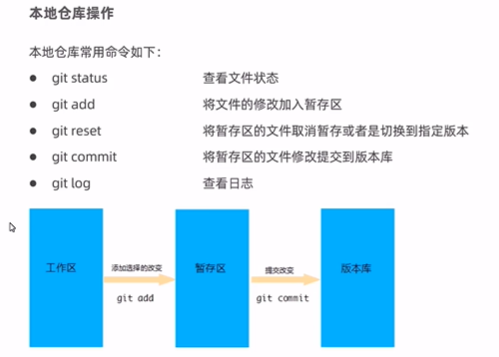 本地仓库操作
本地仓库常用命令如下：
● git status 查看文件状态
● git add 将文件的修改加入暂存区
● git reset 将暂存区的文件取消暂存或者是切换到指定版本
● git commit 将暂存区的文件修改提交到版本库
● git log 查看日志
工作区 添加选择的改变 暂存区 提交改变 版本库
git add git commit